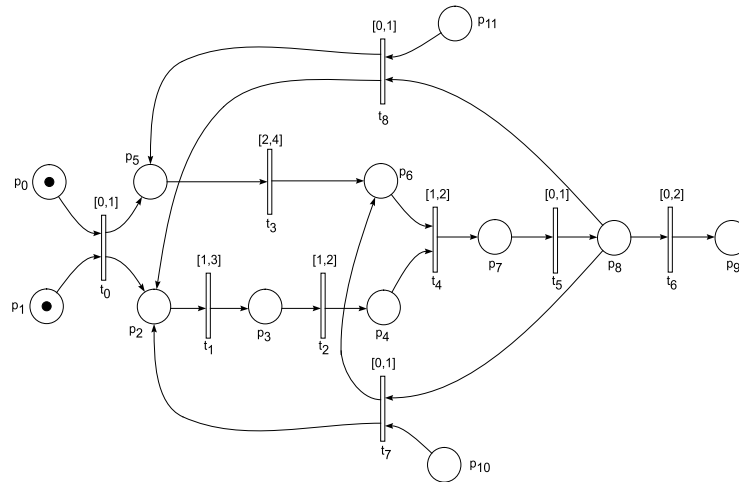 [0,1]
p11
t8
p5
[2,4]
p6
p0
[0,1]
t3
[1,2]
[0,1]
[0,2]
p7
p8
p9
t4
t5
t6
[1,3]
[1,2]
p1
t0
p2
p3
p4
t1
t2
[0,1]
t7
p10